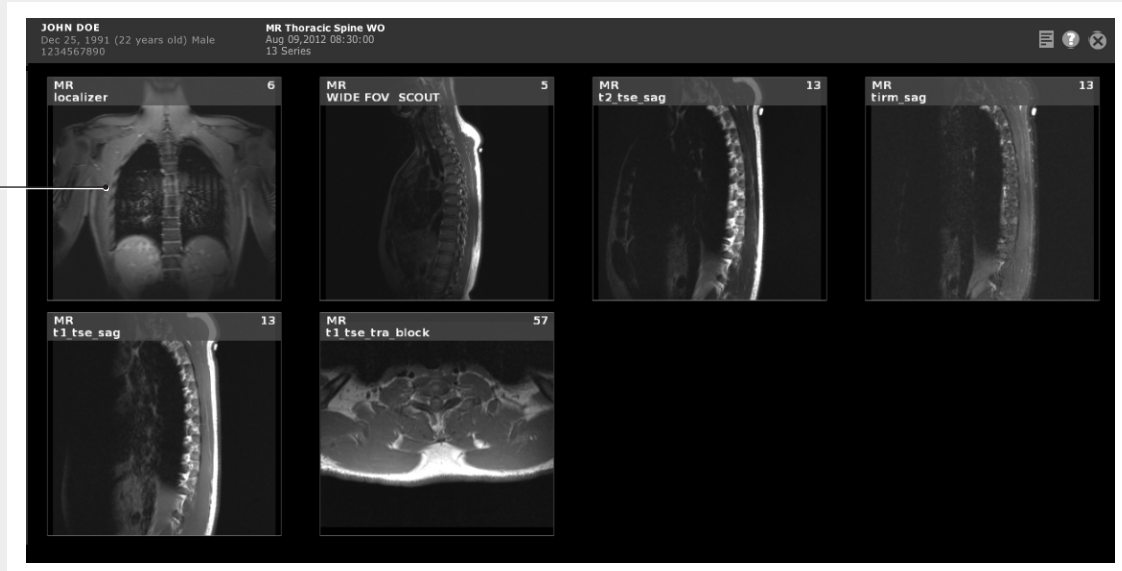 JOHN DOE
Dec 25, 1991 (22 years old) Male
1234567890
MR Thoracic Spine WO
Aug 09,2012 08:30:00
13 Series
?
MR 6
localizer
MR 5
WIDE FOV SCOUT
MR 13
t2_tse_sag
MR 13
tirm_sag
MR 13
t1_tse_sag
MR 57
t1_tse_tra_block